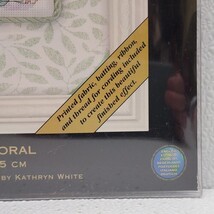 Printed fabric, batting, ribbon,
and thread for cording included
to create this beautiful
finished effect.
ORAL
5 CM
BY KATHRYN WHITE